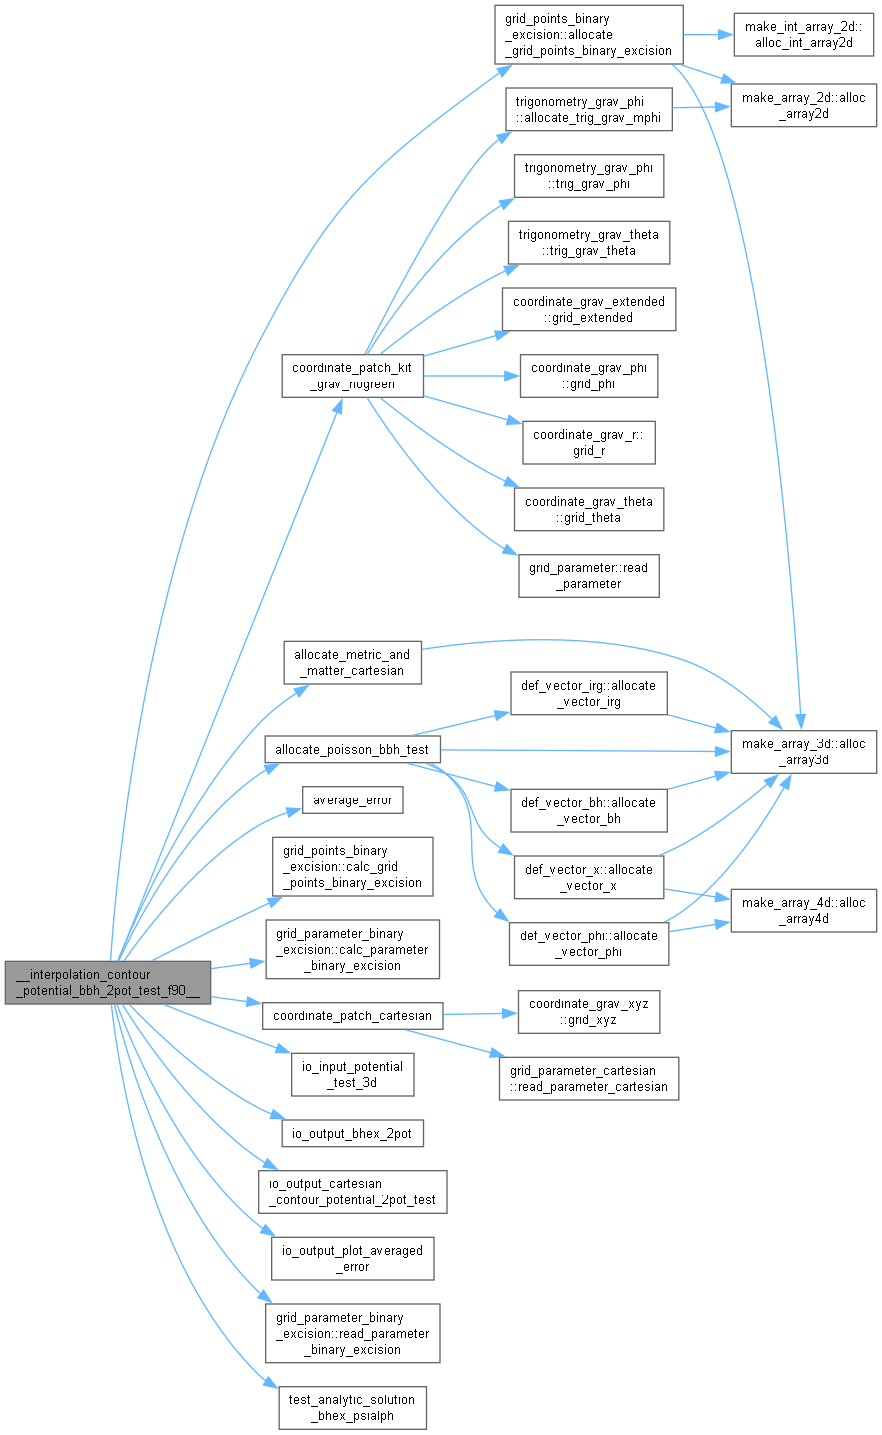 grid_points_binary
_excision::allocate
_grid_points_binary_excision
make_int_array_2d::
alloc_int_array2d
make_array_2d::alloc
_array2d
trigonometry_grav_phi
::allocate_trig_grav_mphi
trigonometry_grav_phi
::trig_grav_phi
trigonometry_grav_theta
::trig_grav_theta
coordinate_grav_extended
::grid_extended
coordinate_patch_kit
_grav_nogreen
coordinate_grav_phi
::grid_phi
coordinate_grav_r::
grid_r
coordinate_grav_theta
::grid_theta
grid_parameter::read
_parameter
allocate_metric_and
_matter_cartesian
def_vector_irg::allocate
_vector_irg
allocate_poisson_bbh_test
make_array_3d::alloc
_array3d
average_error
def_vector_bh::allocate
_vector_bh
grid_points_binary
_excision::calc_grid
_points_binary_excision
def_vector_x::allocate
_vector_x
make_array_4d::alloc
_array4d
grid_parameter_binary
_excision::calc_parameter
_binary_excision
def_vector_phi::allocate
_vector_phi
__interpolation_contour
_potential_bbh_2pot_test_f90__
coordinate_patch_cartesian
coordinate_grav_xyz
::grid_xyz
io_input_potential
_test_3d
grid_parameter_cartesian
::read_parameter_cartesian
io_output_bhex_2pot
io_output_cartesian
_contour_potential_2pot_test
io_output_plot_averaged
_error
grid_parameter_binary
_excision::read_parameter
_binary_excision
test_analytic_solution
_bhex_psialph